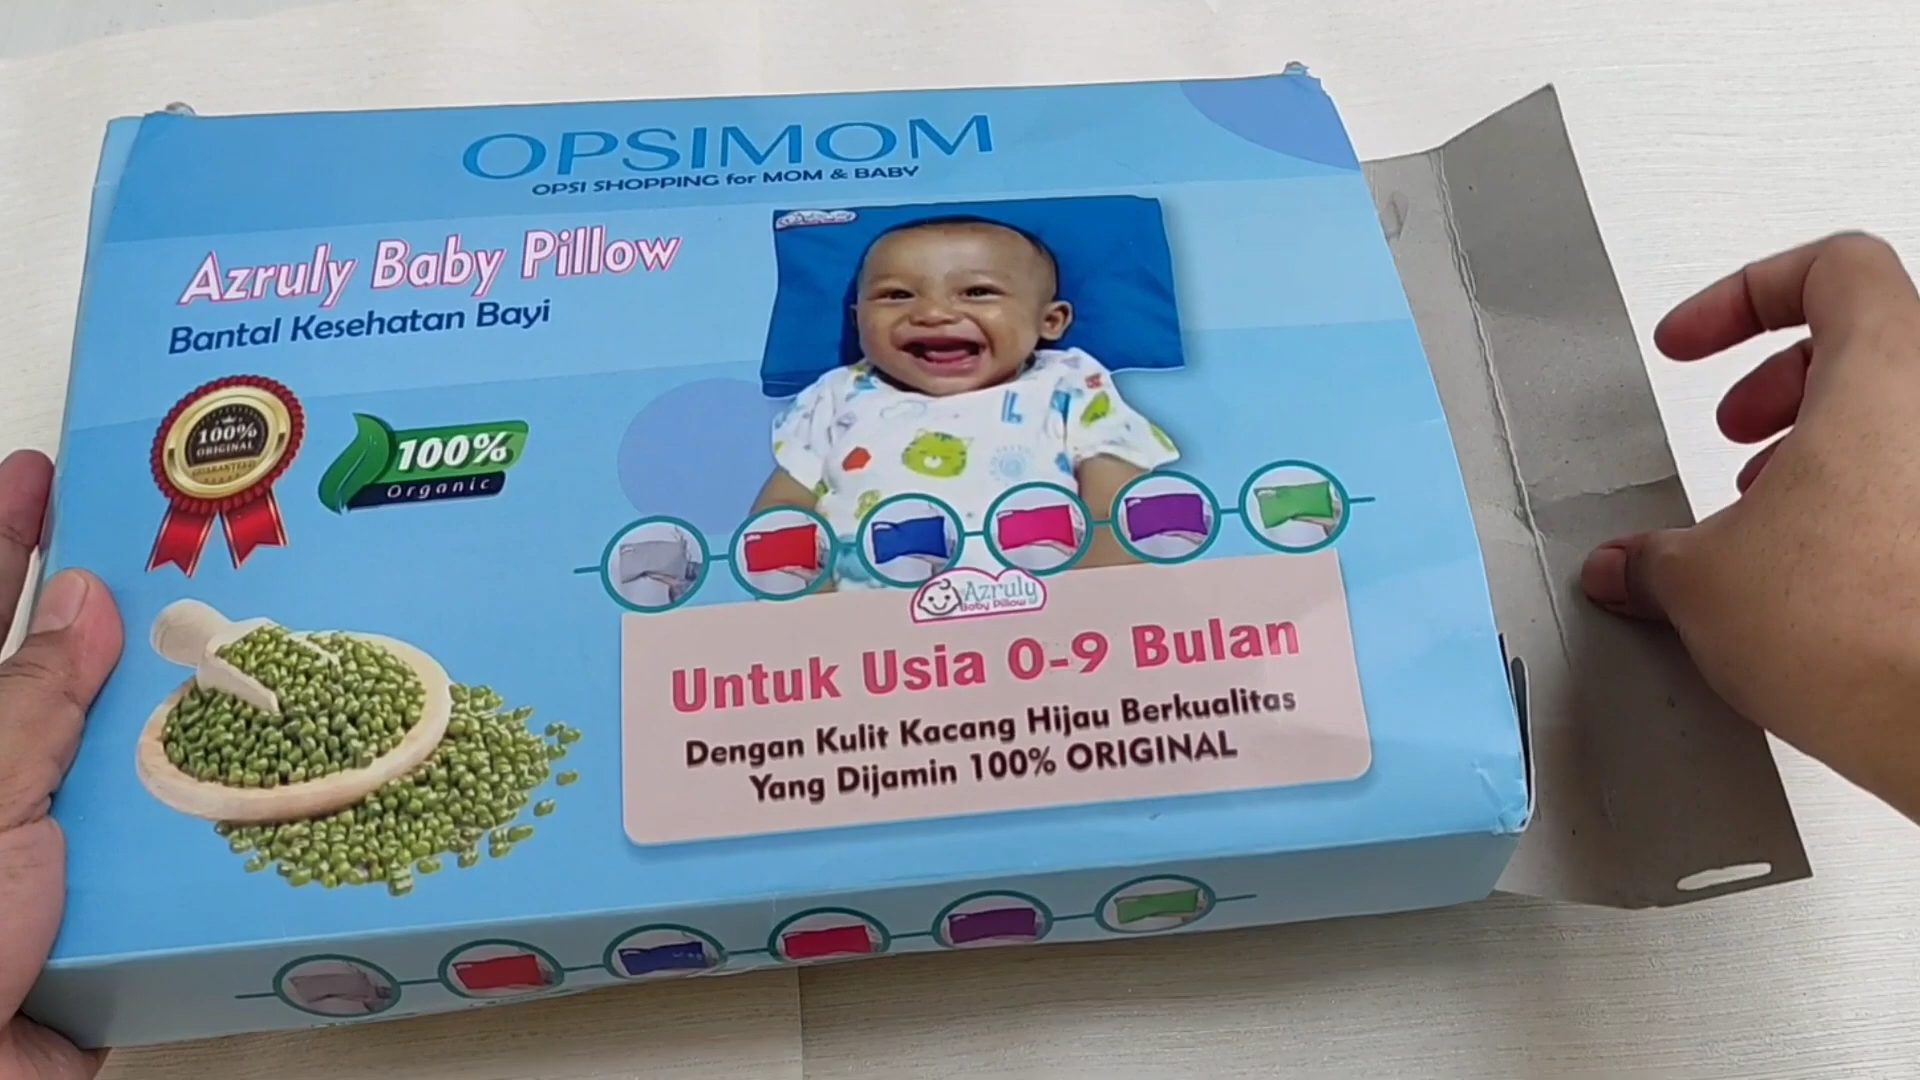 OPSIMOM
OPSI SHOPPING for MOM & BABY
Azruly Baby Pillow
Bantal Kesehatan Bayi
100%
ORIGINAL
GUARANTEED
100%
Organic
Azruly
Baby Pillow
Untuk Usia 0-9 Bulan
Dengan Kulit Kacang Hijau Berkualitas
Yang Dijamin 100% ORIGINAL